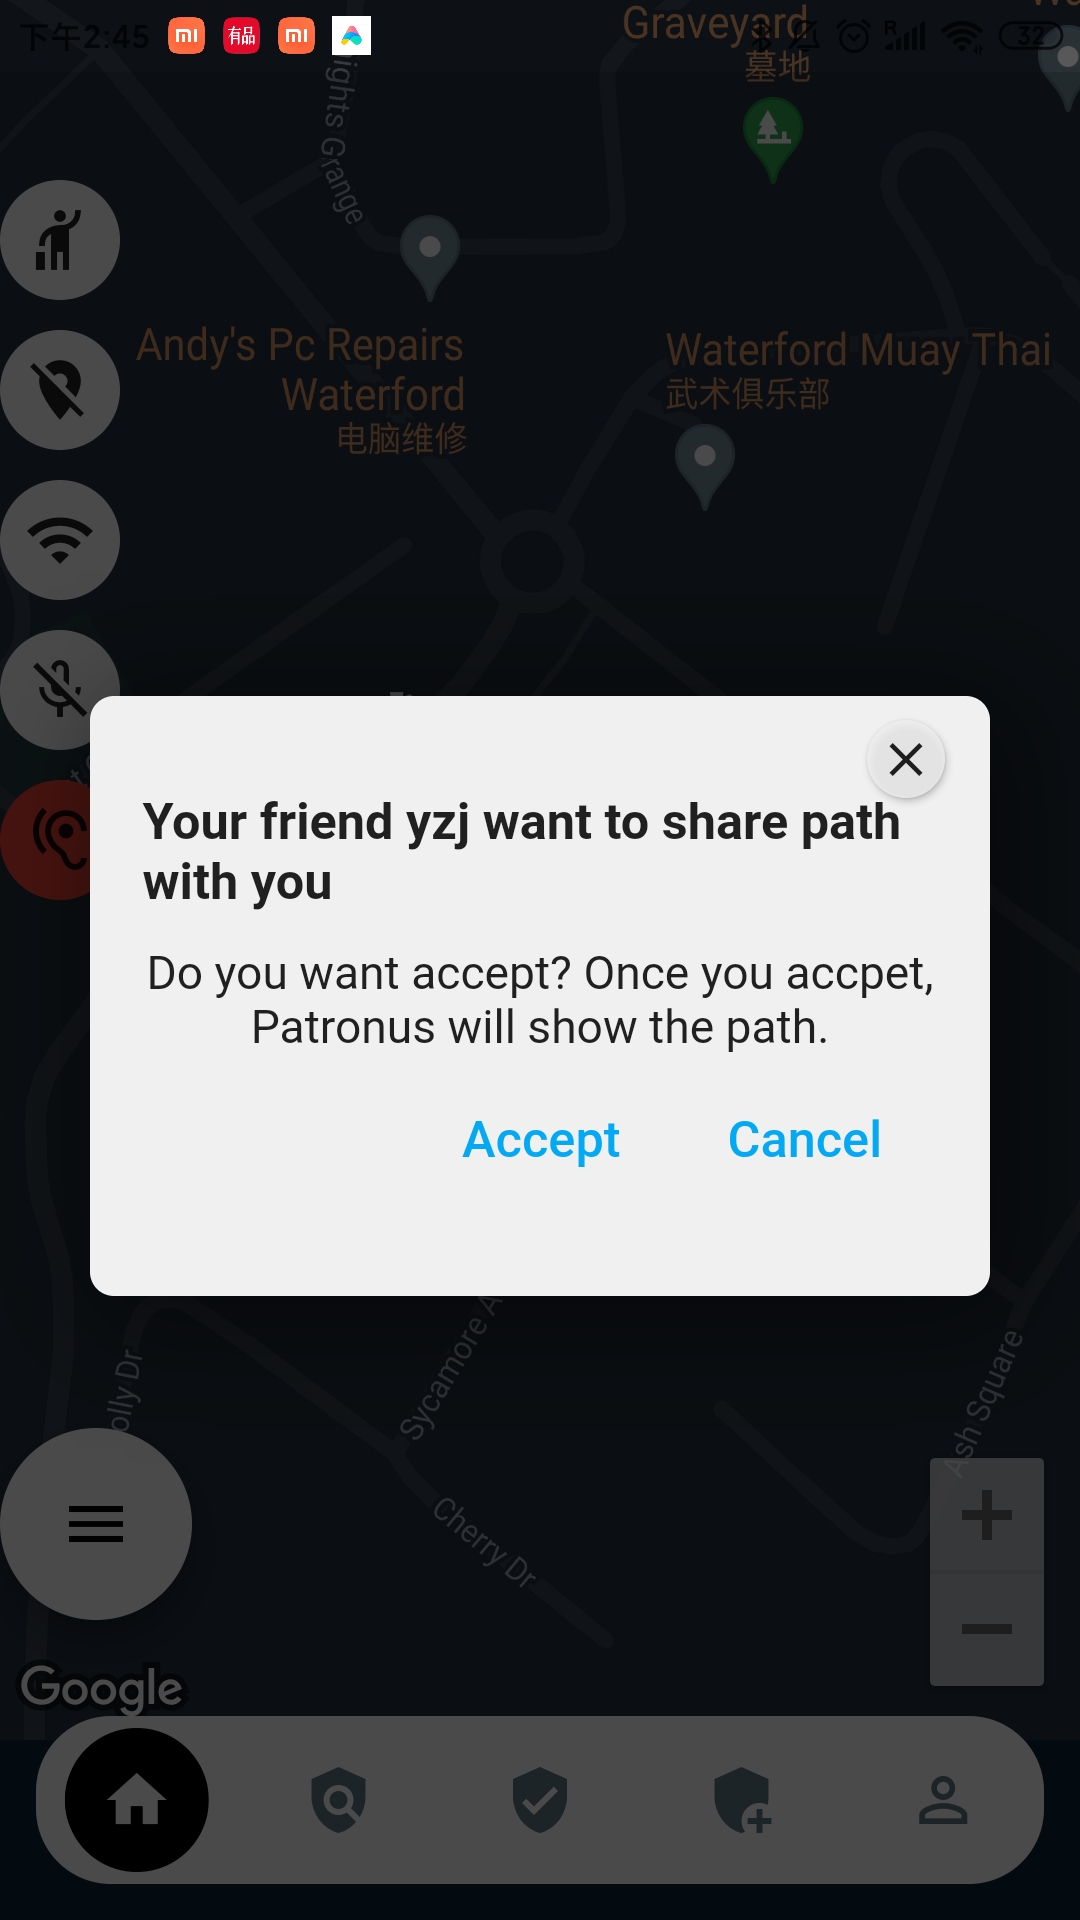 下午2:45
有品
R
32
Graveyard
墓地
ights Grange
Andy's Pc Repairs
Waterford
电脑维修
Waterford Muay Thai
武术俱乐部
Your friend yzj want to share path
with you
Do you want accept? Once you accpet,
Patronus will show the path.
Accept
Cancel
olly Dr
Sycamore A
Ash Square
Cherry Dr
Google